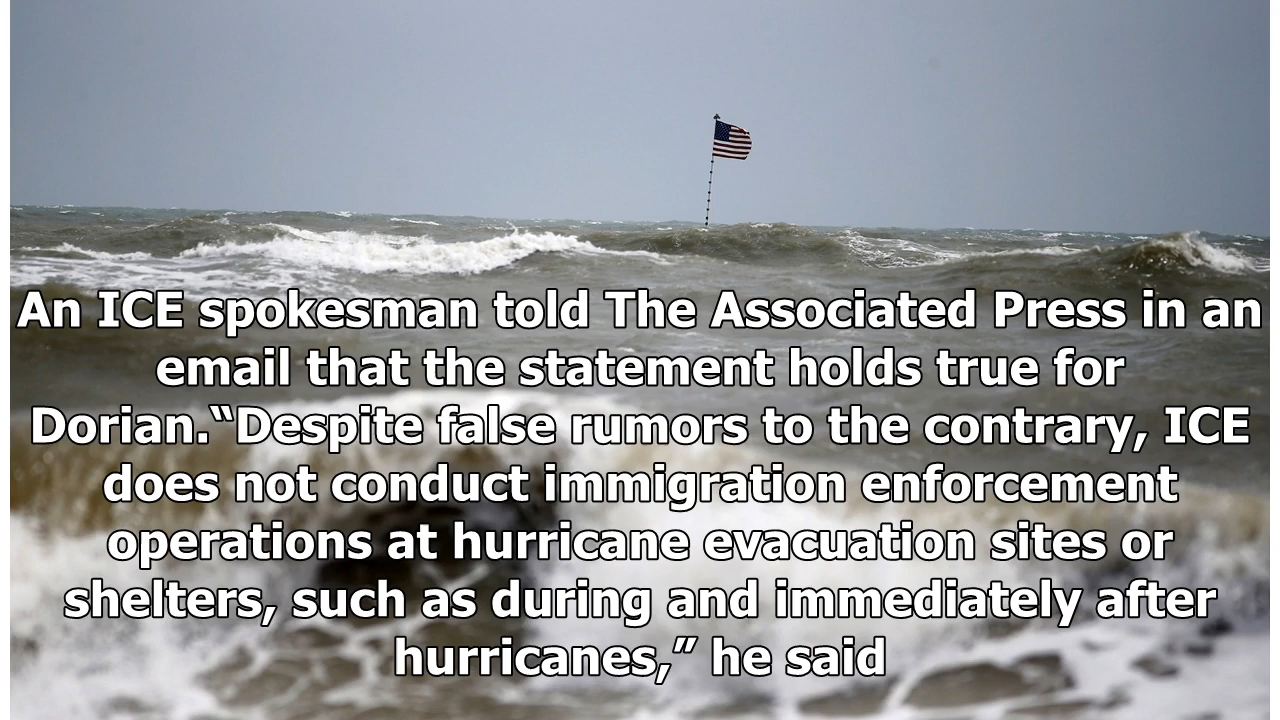 An ICE spokesman told The Associated Press in an
email that the statement holds true for
Dorian.“Despite false rumors to the contrary, ICE
does not conduct immigration enforcement
operations at hurricane evacuation sites or
shelters, such as during and immediately after
hurricanes,” he said